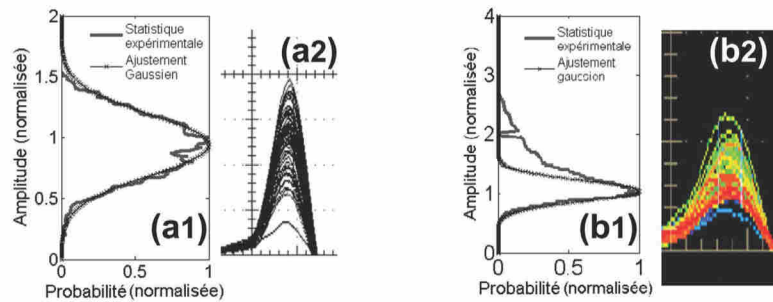 2
1.5
1
0.5
0
0
0.5
1
Amplitude (normalisée)
Probabilité (normalisée)
Statistique
expérimentale
Ajustement
Gaussien
(a1)
(a2)
4
3
2
1
0
0
0.5
1
Amplitude (normalisée)
Probabilité (normalisée)
Statistique
expérimentale
Ajustement
gaussion
(b1)
(b2)